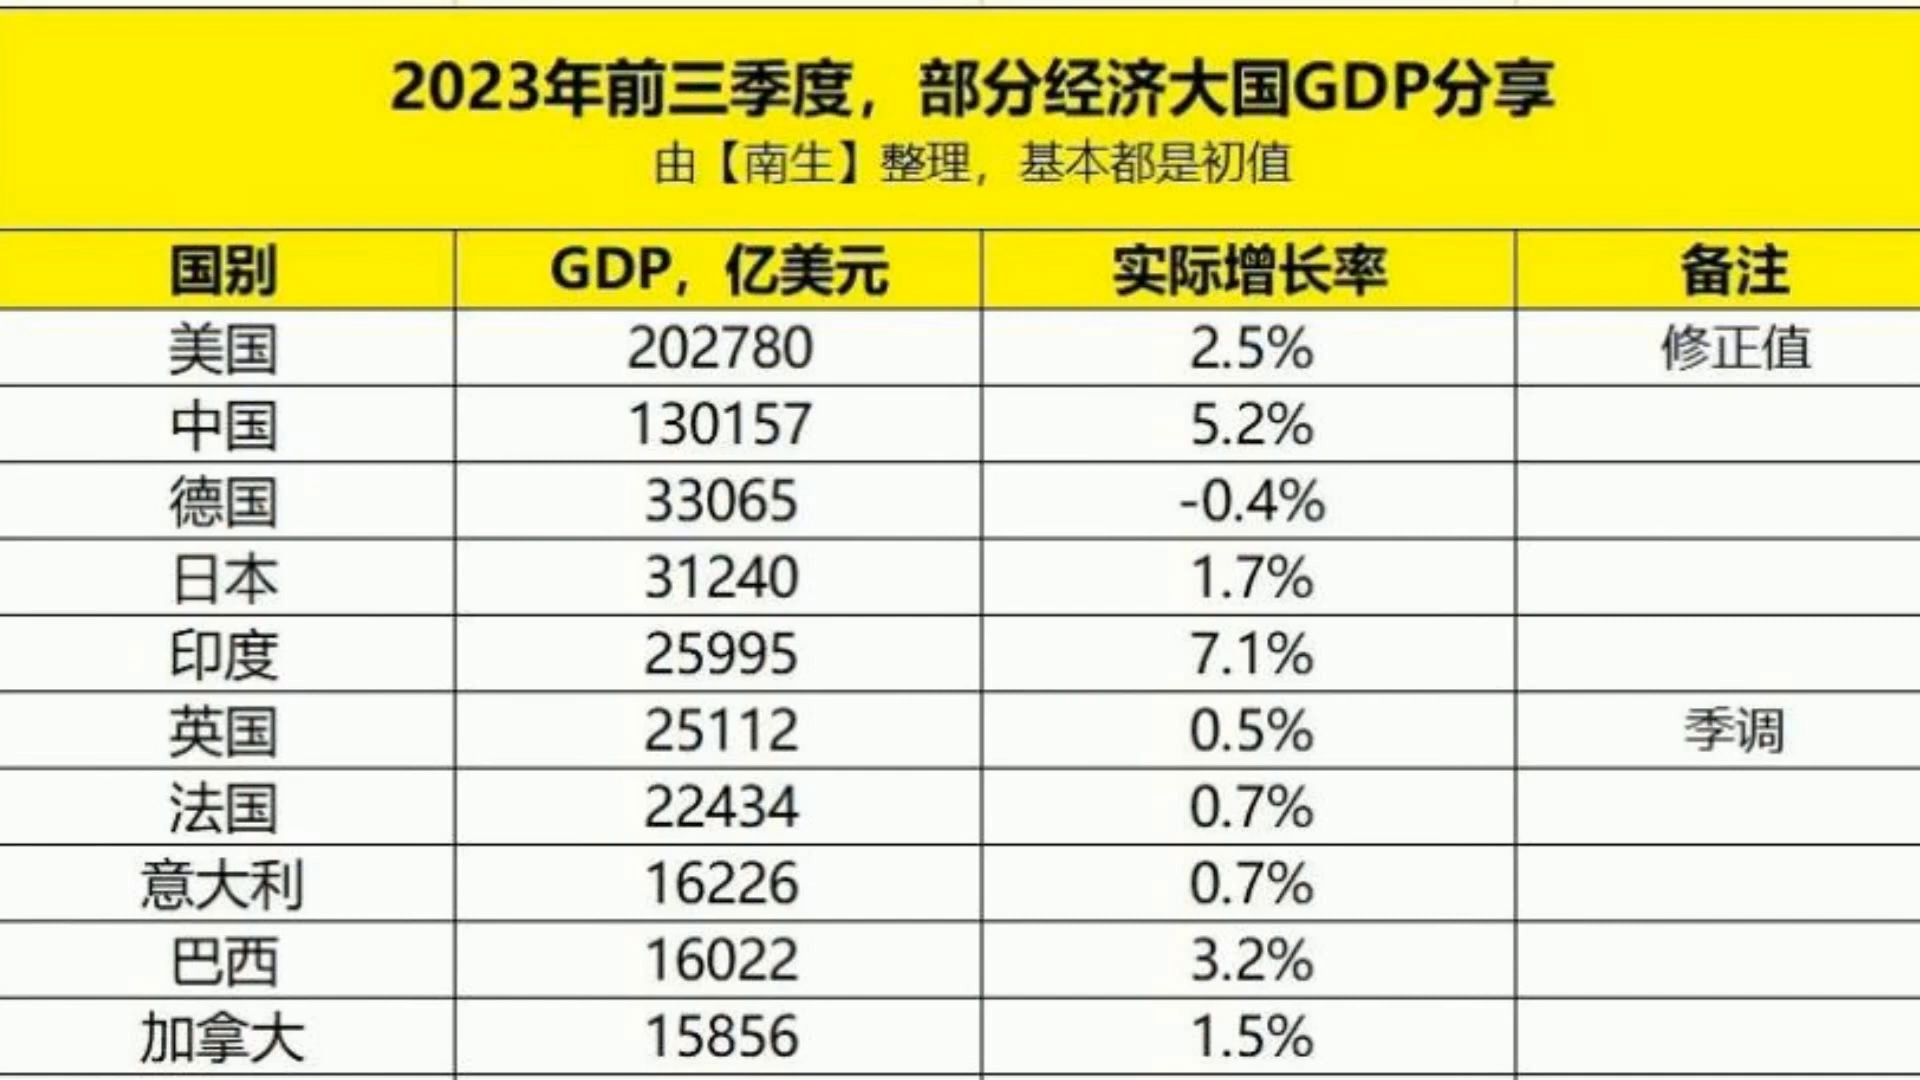 2023年前三季度，部分经济大国GDP分享
由【南生】整理，基本都是初值
国别 GDP，亿美元 实际增长率 备注
美国 202780 2.5% 修正值
中国 130157 5.2%
德国 33065 -0.4%
日本 31240 1.7%
印度 25995 7.1%
英国 25112 0.5% 季调
法国 22434 0.7%
意大利 16226 0.7%
巴西 16022 3.2%
加拿大 15856 1.5%